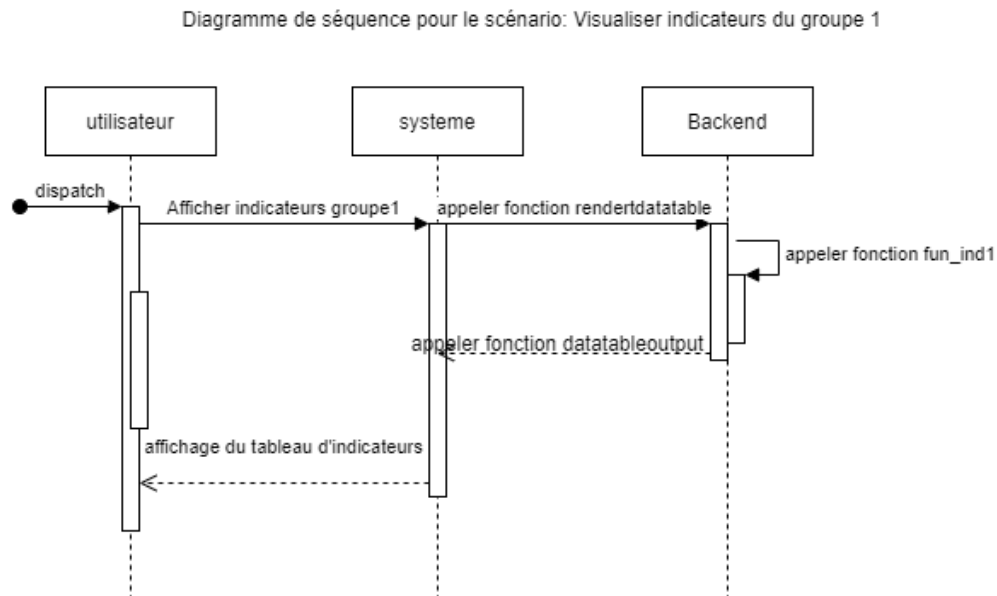 Diagramme de séquence pour le scénario: Visualiser indicateurs du groupe 1
utilisateur
systeme
Backend
dispatch
Afficher indicateurs groupe1
appeler fonction rendertdatatable
appeler fonction fun_ind1
appeler fonction datatableoutput
affichage du tableau d'indicateurs